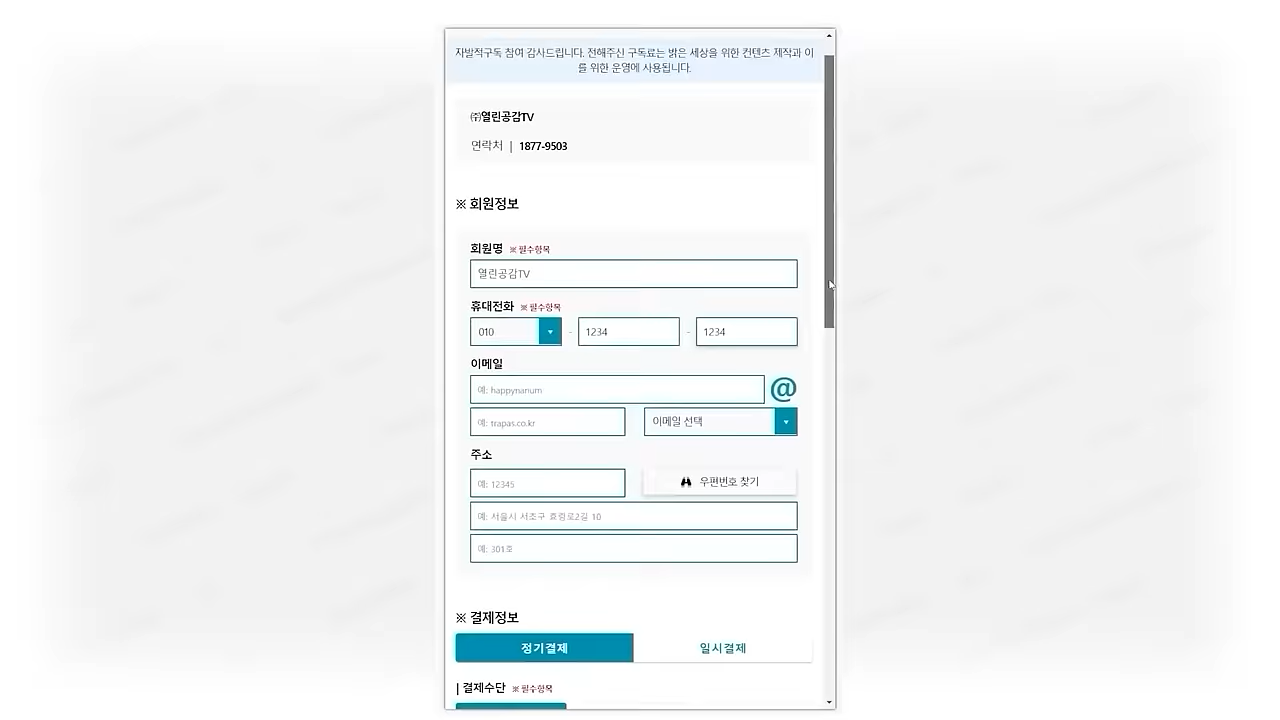 자발적구독 참여 감사드립니다. 전해주신 구독료는 밝은 세상을 위한 컨텐츠 제작과 이
를 위한 운영에 사용됩니다.
㈜열린공감TV
연락처 | 1877-9503
※ 회원정보
회원명 ※ 필수항목
열린공감TV
휴대전화 ※ 필수항목
010 - 1234 - 1234
이메일
예: happynanum @
예: trapas.co.kr 이메일 선택
주소
예: 12345 우편번호 찾기
예: 서울시 서초구 효령로2길 10
예: 301호
※ 결제정보
정기결제 일시결제
| 결제수단 ※ 필수항목